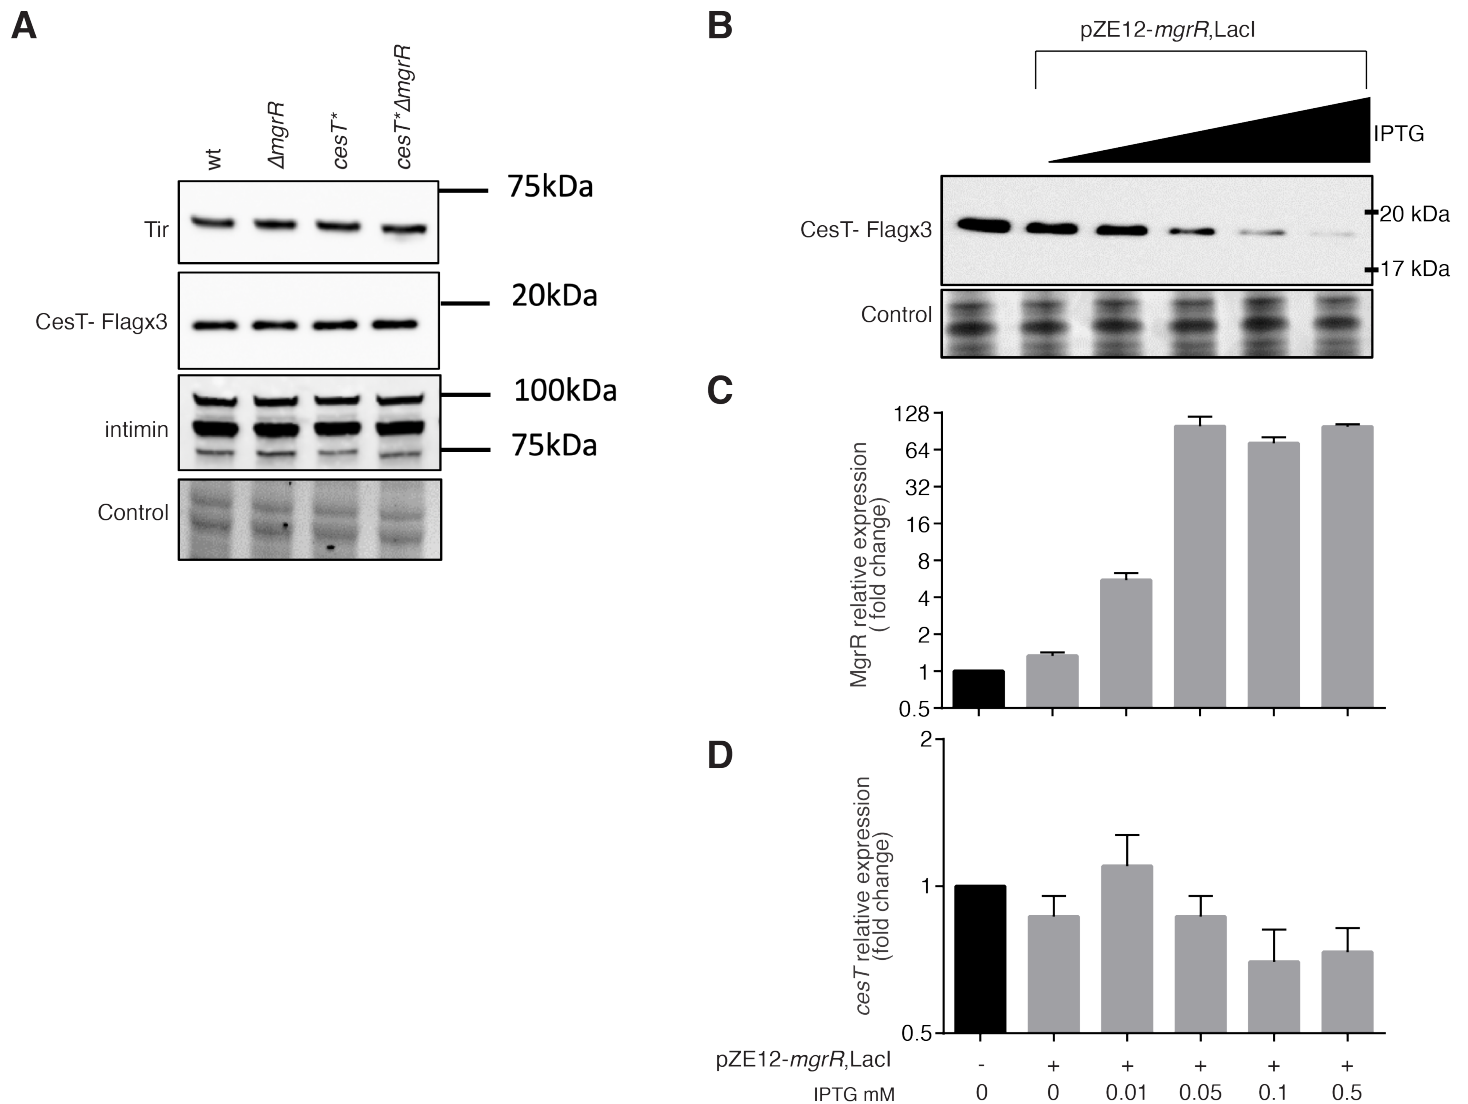 A
wt
ΔmgrR
cesT*
cesT*ΔmgrR
Tir
75kDa
CesT- Flagx3
20kDa
intimin
100kDa
75kDa
Control
B
pZE12-mgrR,LacI
IPTG
CesT- Flagx3
20 kDa
17 kDa
Control
C
MgrR relative expression
( fold change)
128
64
32
16
8
4
2
1
0.5
D
cesT relative expression
(fold change)
2
1
0.5
pZE12-mgrR,LacI - + + + + +
IPTG mM 0 0 0.01 0.05 0.1 0.5